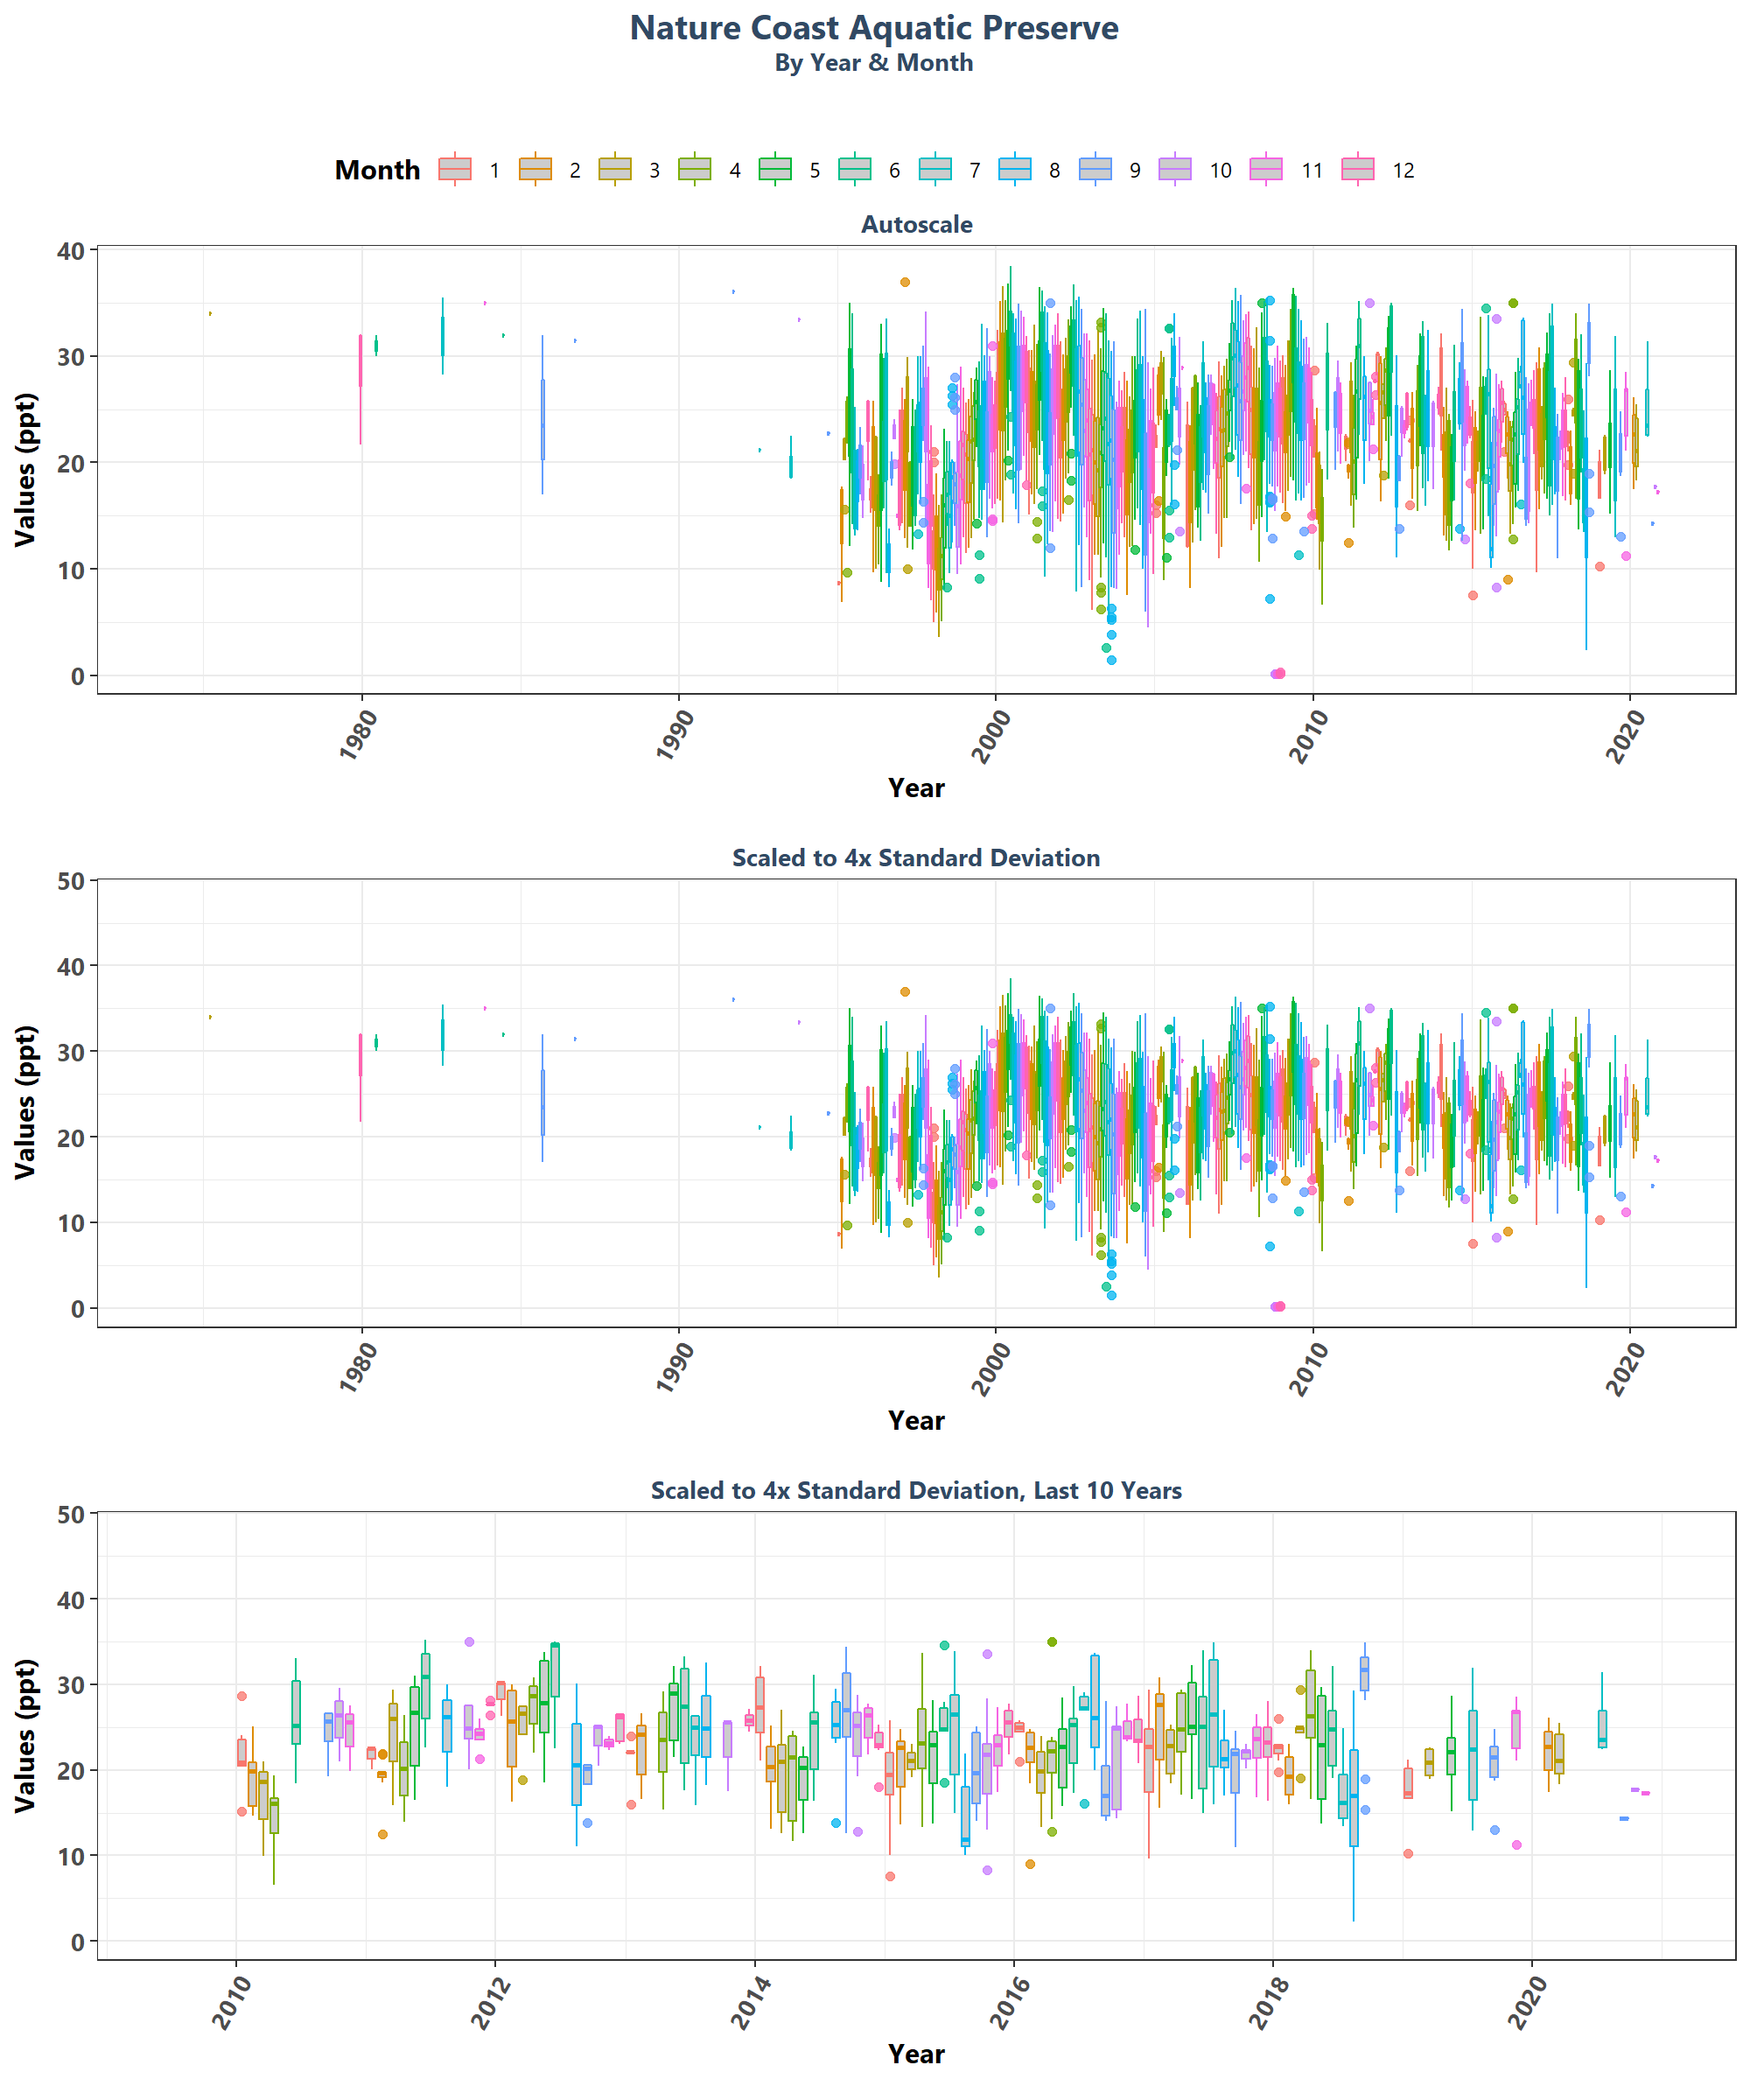 Nature Coast Aquatic Preserve
By Year & Month
Month 1 2 3 4 5 6 7 8 9 10 11 12
Autoscale
Values (ppt)
40
30
20
10
0
1980 1990 2000 2010 2020
Year
Scaled to 4x Standard Deviation
Values (ppt)
50
40
30
20
10
0
1980 1990 2000 2010 2020
Year
Scaled to 4x Standard Deviation, Last 10 Years
Values (ppt)
50
40
30
20
10
0
2010 2012 2014 2016 2018 2020
Year